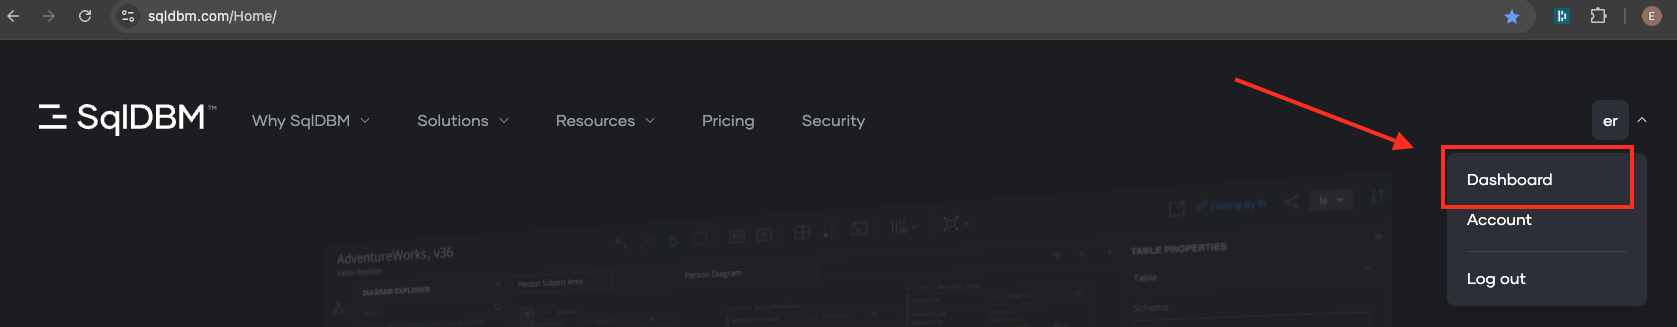 sqldbm.com/Home/
E
SqlDBM™
Why SqlDBM
Solutions
Resources
Pricing
Security
er
Dashboard
Account
Log out
Editing by Fr
le
AdventureWorks, v36
Initial Revision
TABLE PROPERTIES
DIAGRAM EXPLORER
Person Subject Area
Person Diagram
Table
Schema